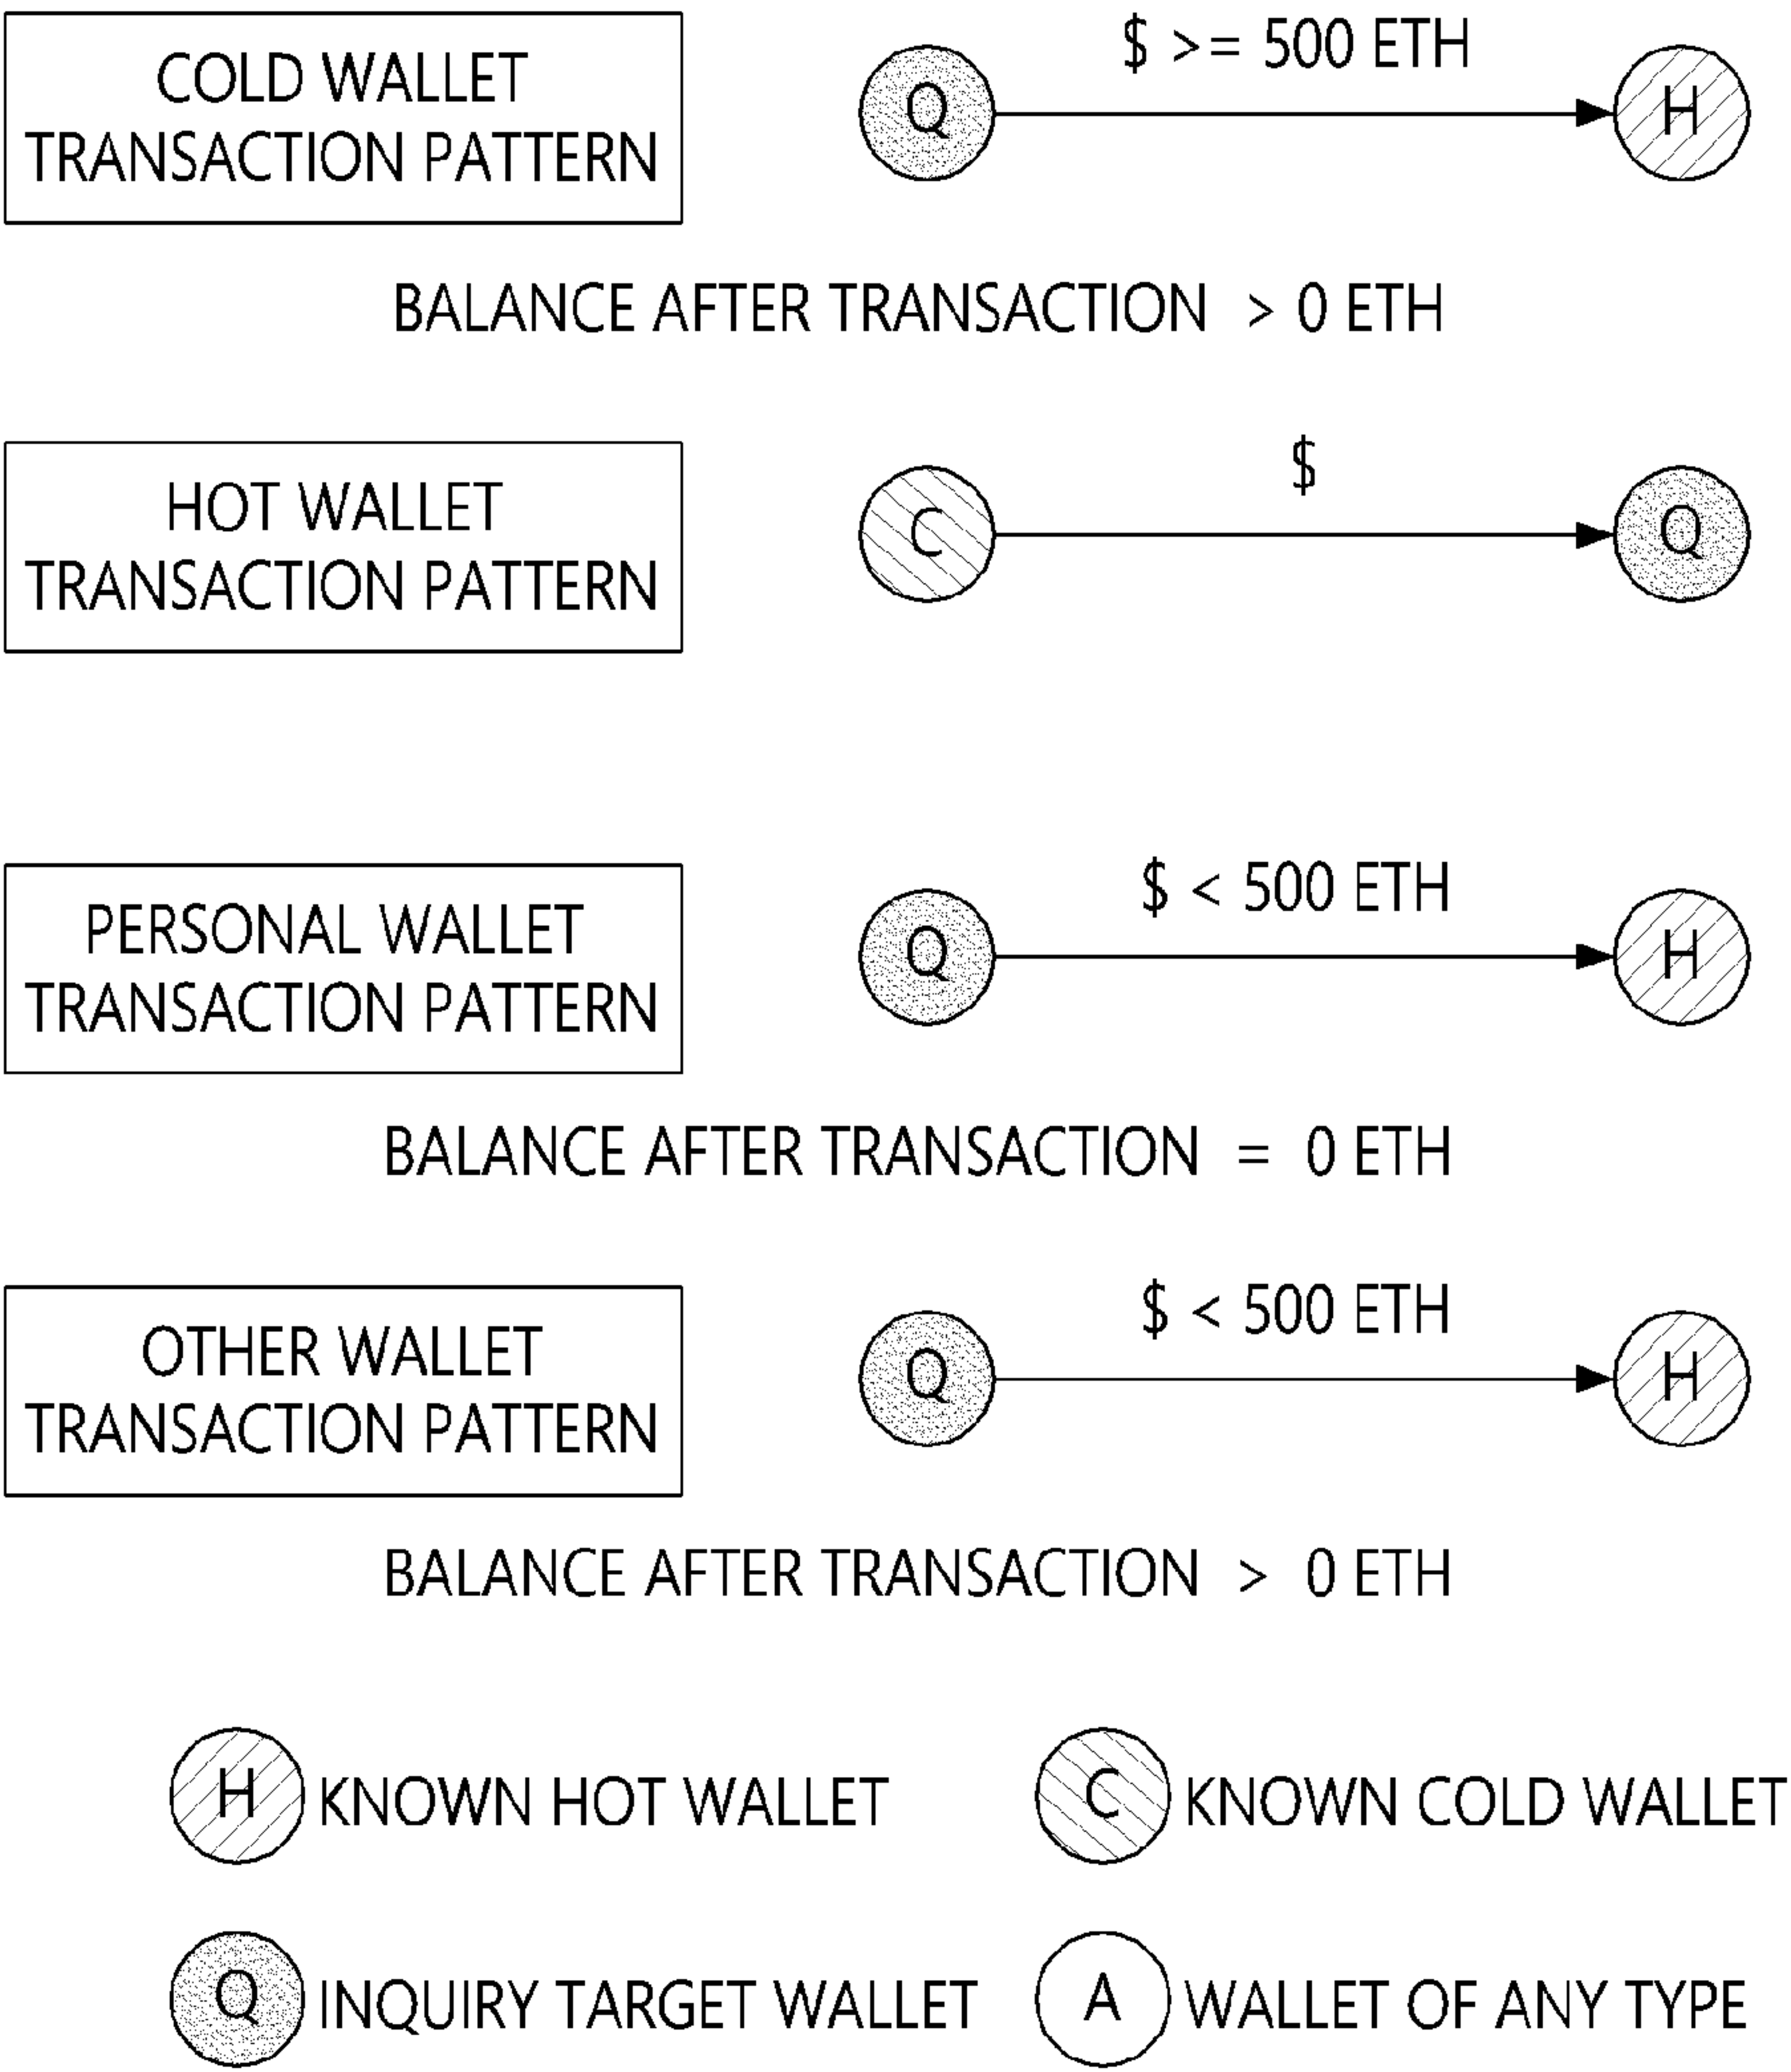 COLD WALLET
TRANSACTION PATTERN
$ >= 500 ETH
Q
H
BALANCE AFTER TRANSACTION > 0 ETH
HOT WALLET
TRANSACTION PATTERN
$
C
Q
PERSONAL WALLET
TRANSACTION PATTERN
$ < 500 ETH
Q
H
BALANCE AFTER TRANSACTION = 0 ETH
OTHER WALLET
TRANSACTION PATTERN
$ < 500 ETH
Q
H
BALANCE AFTER TRANSACTION > 0 ETH
H KNOWN HOT WALLET
C KNOWN COLD WALLET
Q INQUIRY TARGET WALLET
A WALLET OF ANY TYPE